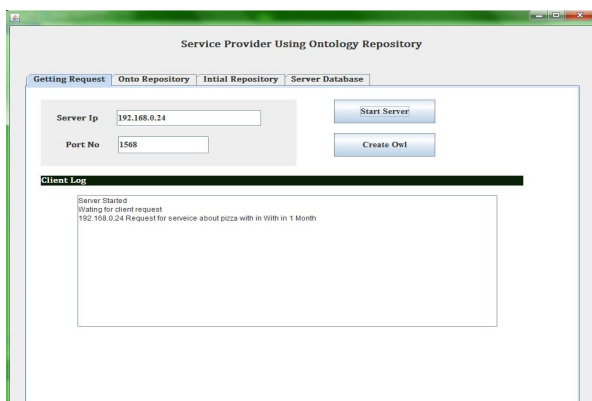 Service Provider Using Ontology Repository
Getting Request Onto Repository Intial Repository Server Database
Server Ip 192.168.0.24 Start Server
Port No 1568 Create Owl
Client Log
Server Started
Wating for client request
192.168.0.24 Request for serveice about pizza with in With in 1 Month